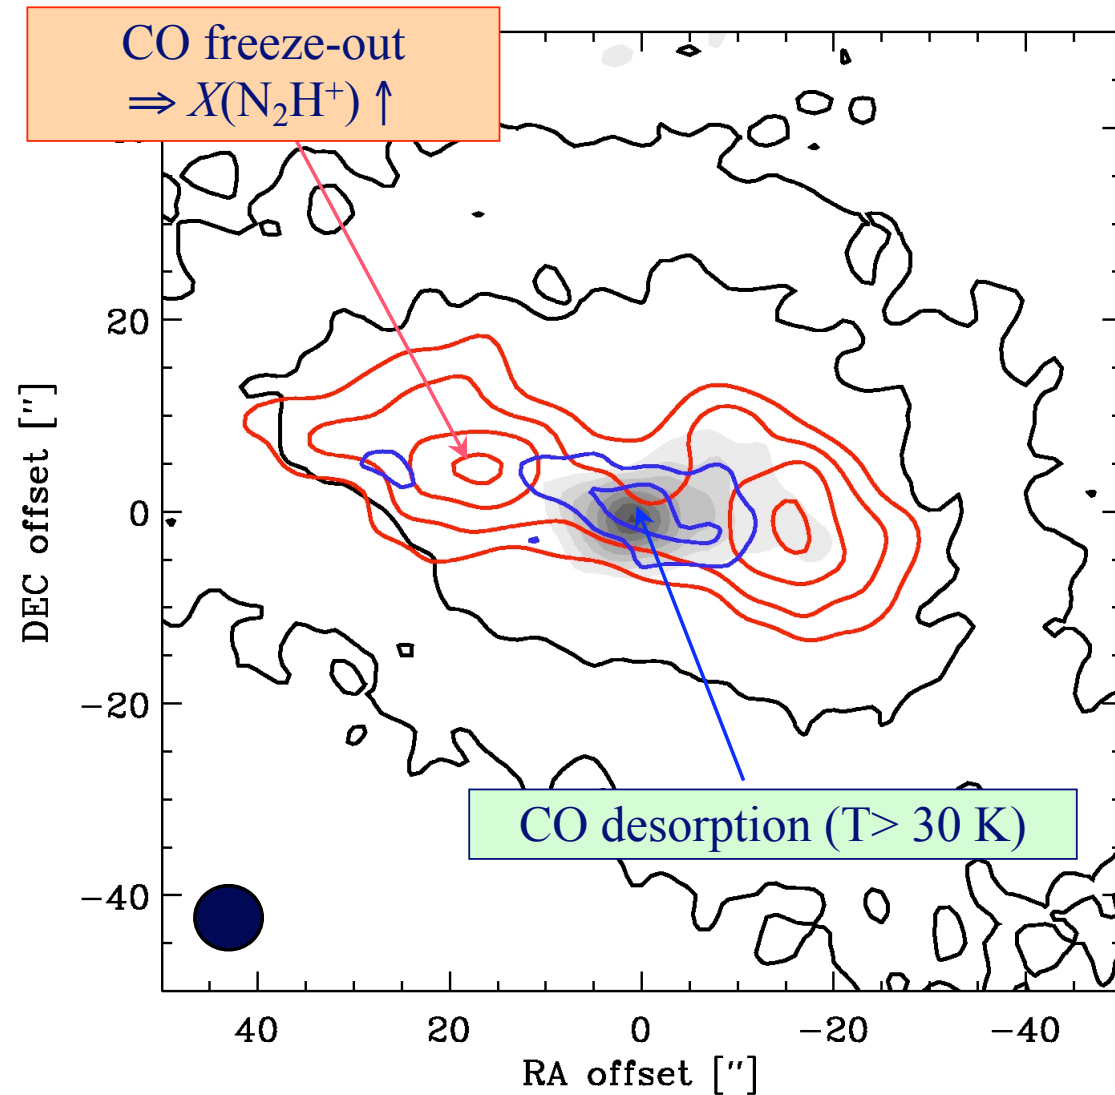 CO freeze-out
⇒ X(N₂H⁺) ↑
20
0
−20
−40
DEC offset ["]
CO desorption (T> 30 K)
40
20
0
−20
−40
RA offset ["]